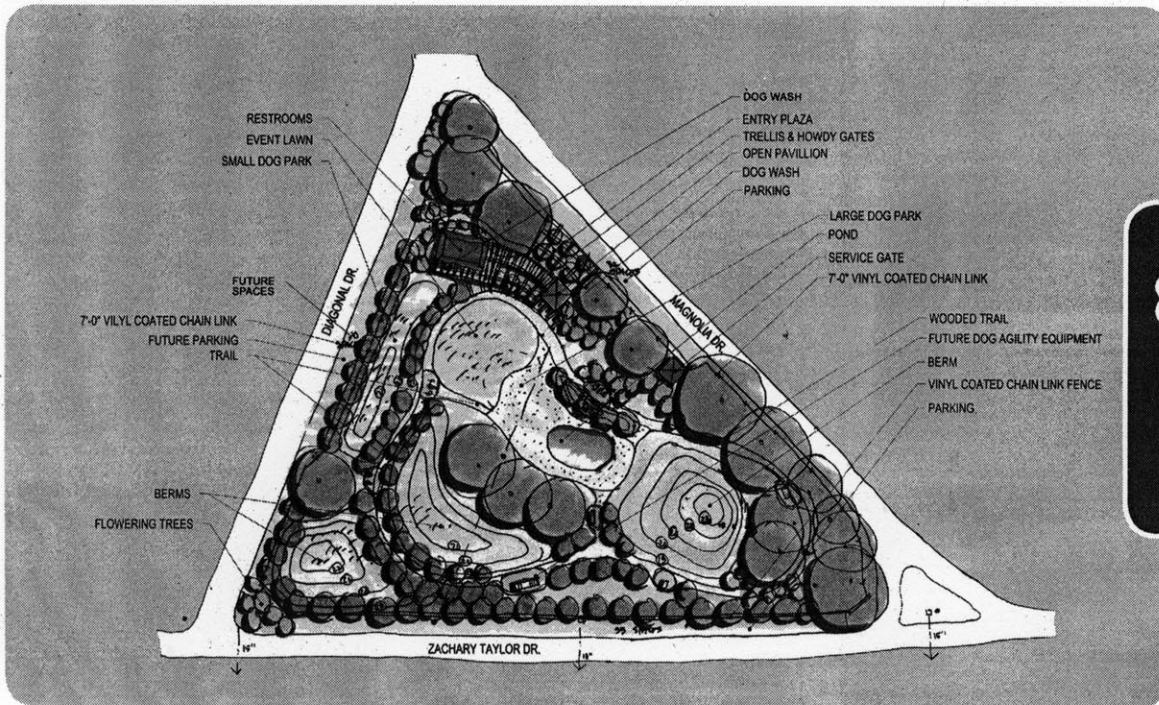 DOG WASH
ENTRY PLAZA
TRELLIS & HOWDY GATES
OPEN PAVILLION
DOG WASH
PARKING
LARGE DOG PARK
POND
SERVICE GATE
7'-0" VINYL COATED CHAIN LINK
WOODED TRAIL
FUTURE DOG AGILITY EQUIPMENT
BERM
VINYL COATED CHAIN LINK FENCE
PARKING
RESTROOMS
EVENT LAWN
SMALL DOG PARK
FUTURE
SPACES
7'-0" VILYL COATED CHAIN LINK
FUTURE PARKING
TRAIL
BERMS
FLOWERING TREES
DIAGONAL DR.
MAGNOLIA DR.
ZACHARY TAYLOR DR.